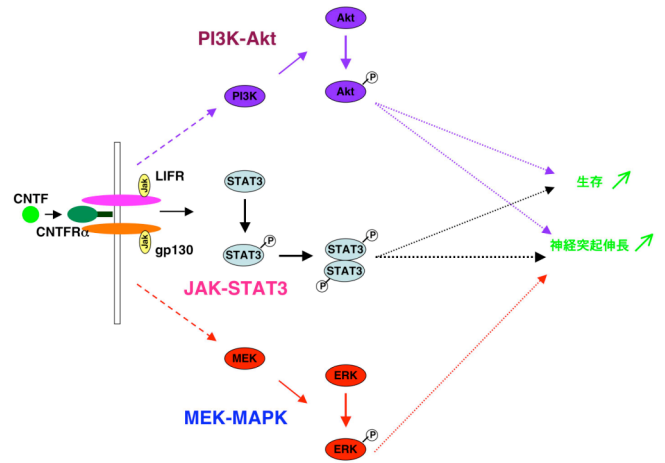 Akt
PI3K-Akt
P
PI3K
Akt
Jak
LIFR
CNTF
STAT3
生存
CNTFRα
Jak
gp130
P
STAT3
P
STAT3
STAT3
P
神経突起伸長
JAK-STAT3
MEK
ERK
MEK-MAPK
P
ERK